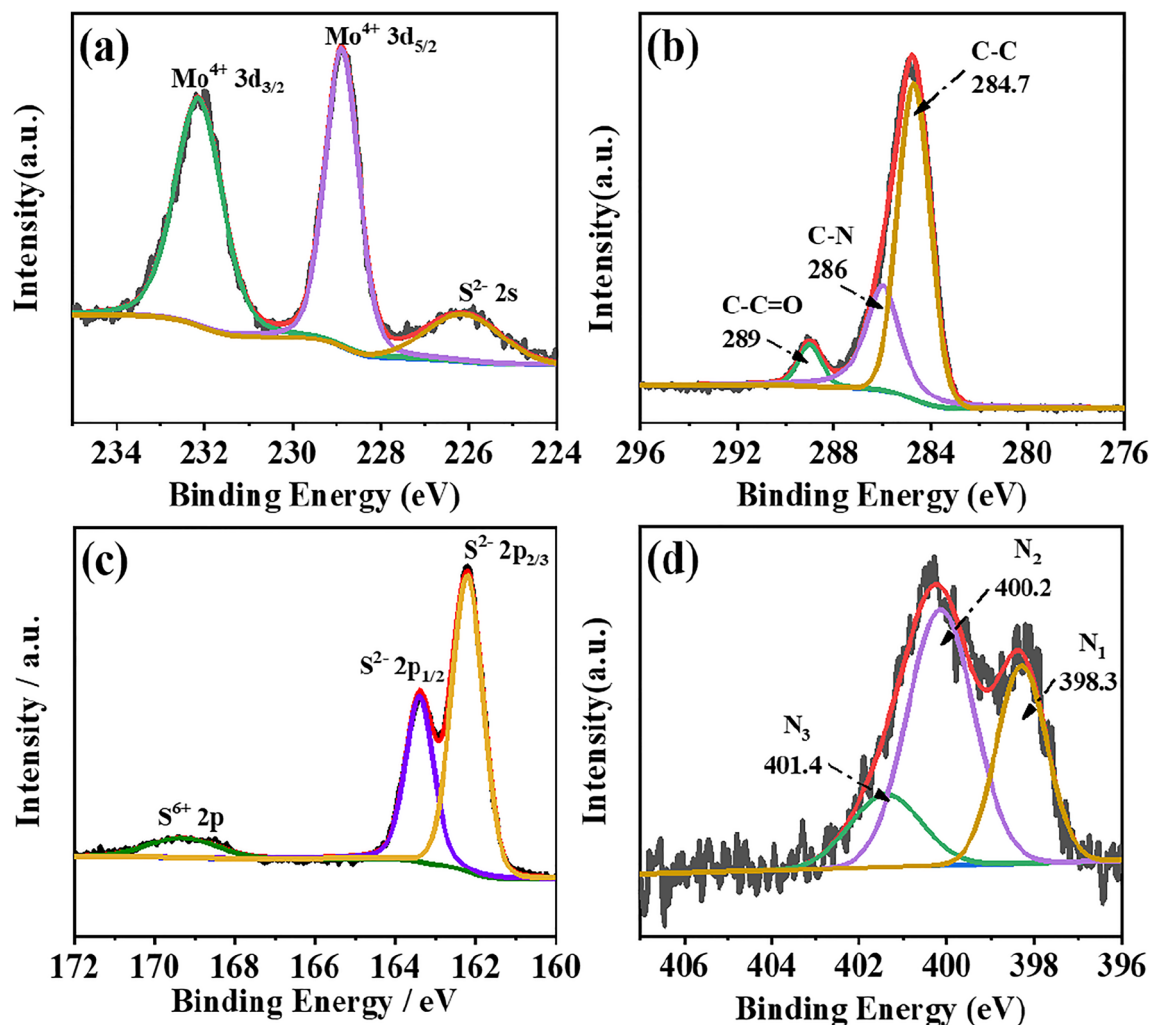 (a)
Mo⁴⁺ 3d₃/₂
Mo⁴⁺ 3d₅/₂
S²⁻ 2s
Intensity(a.u.)
234 232 230 229 228 226 224
Binding Energy (eV)
(b)
C-C
284.7
C-N
286
C-C=O
289
Intensity(a.u.)
296 292 288 284 280 276
Binding Energy (eV)
(c)
S²⁻ 2p₂/₃
S²⁻ 2p₁/₂
S⁶⁺ 2p
Intensity / a.u.
172 170 168 166 164 162 160
Binding Energy / eV
(d)
N₂
400.2
N₁
398.3
N₃
401.4
Intensity(a.u.)
406 404 402 400 398 396
Binding Energy (eV)